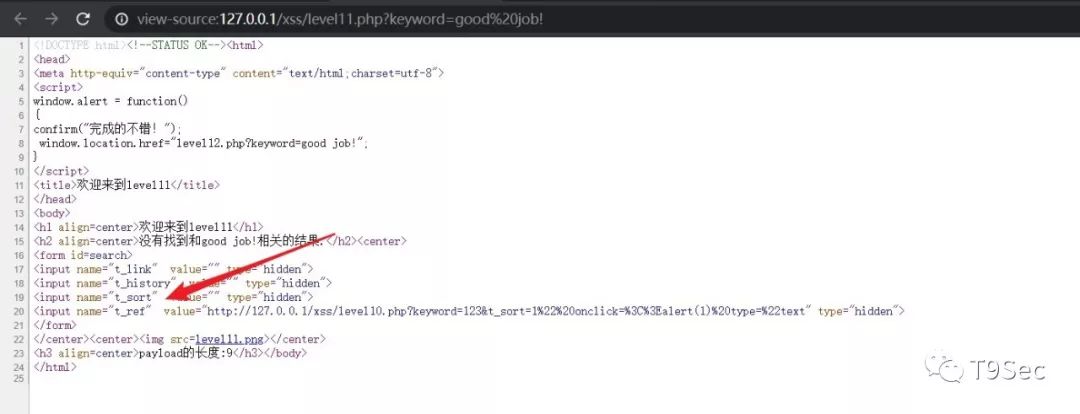 view-source:127.0.0.1/xss/level11.php?keyword=good%20job!
1 <!DOCTYPE html><!--STATUS OK--><html>
2 <head>
3 <meta http-equiv="content-type" content="text/html;charset=utf-8">
4 <script>
5 window.alert = function()
6 {
7 confirm("完成的不错！");
8 window.location.href="level12.php?keyword=good job!";
9 }
10 </script>
11 <title>欢迎来到level11</title>
12 </head>
13 <body>
14 <h1 align=center>欢迎来到level11</h1>
15 <h2 align=center>没有找到和good job!相关的结果.</h2><center>
16 <form id=search>
17 <input name="t_link" value="" type="hidden">
18 <input name="t_history" value="" type="hidden">
19 <input name="t_sort" value="" type="hidden">
20 <input name="t_ref" value="http://127.0.0.1/xss/level10.php?keyword=123&t_sort=1%22%20onclick=%3C%3Ealert(1)%20type=%22text" type="hidden">
21 </form>
22 </center><center><img src=level11.png></center>
23 <h3 align=center>payload的长度:9</h3></body>
24 </html>
25
T9Sec